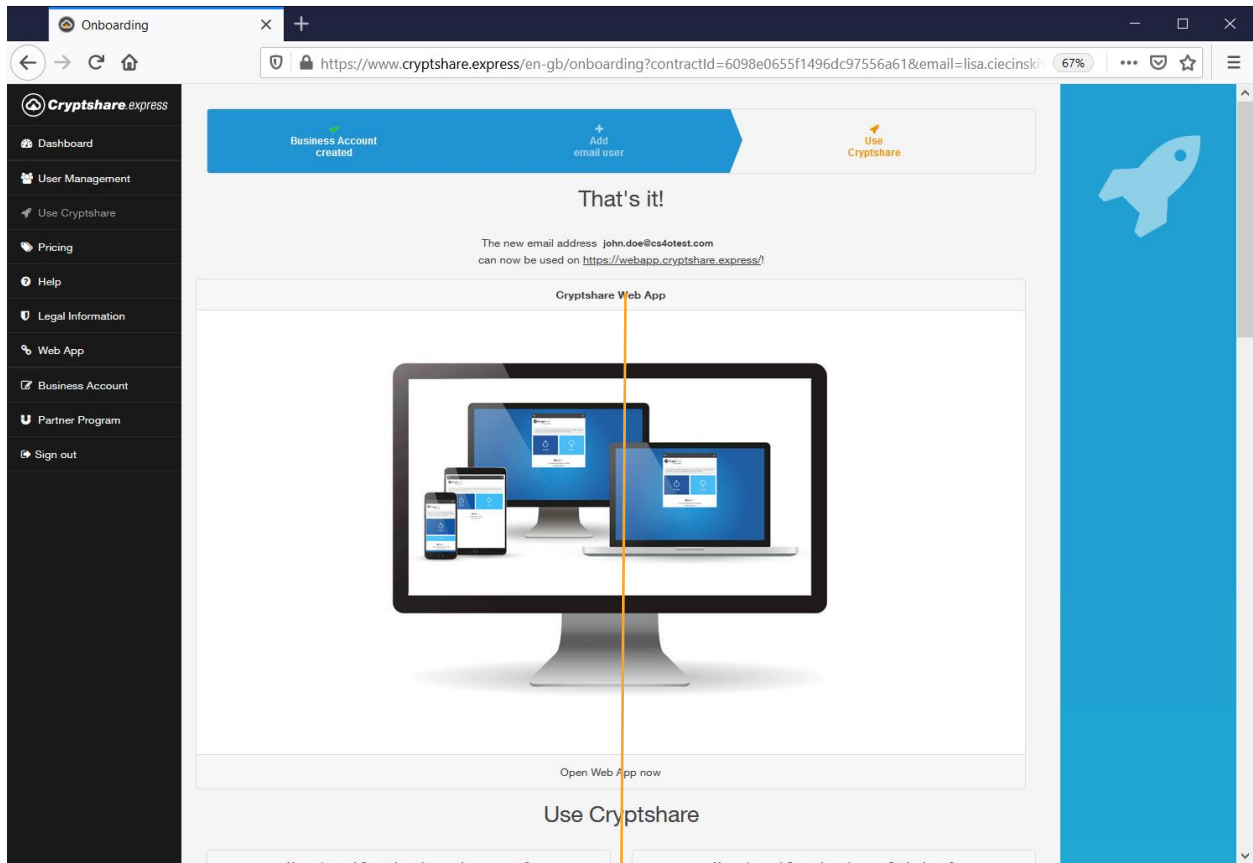 Onboarding
https://www.cryptshare.express/en-gb/onboarding?contractId=6098e0655f1496dc97556a61&email=lisa.ciecinski
67%
Cryptshare.express
Dashboard
User Management
Use Cryptshare
Pricing
Help
Legal Information
Web App
Business Account
Partner Program
Sign out
Business Account
created
Add
email user
Use
Cryptshare
That's it!
The new email address john.doe@cs4otest.com
can now be used on https://webapp.cryptshare.express/!
Cryptshare Web App
Open Web App now
Use Cryptshare